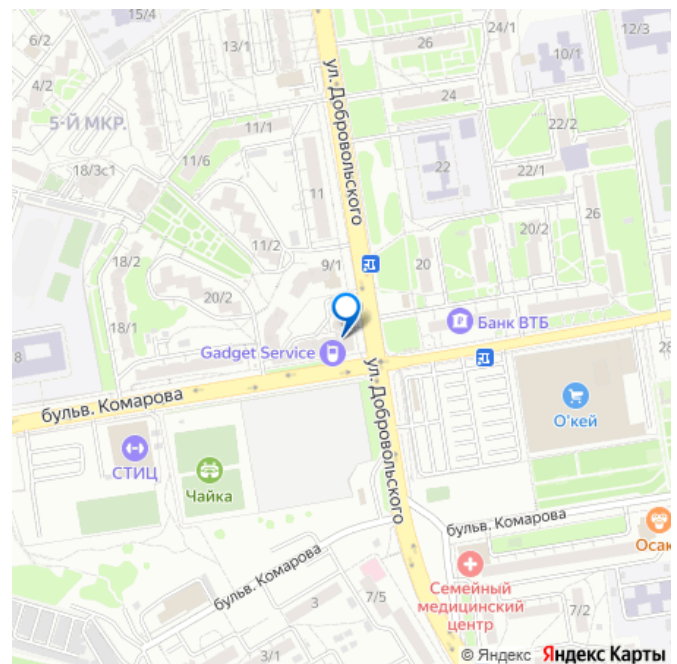 15/4
24/1
12/3
6/2
13/1
26
10/1
4/2
ул. Добровольского
24
5-Й МКР.
11/1
22/2
11/6
18/3с1
22
22/1
11
26
11/2
20/2
18/2
9/1
20
20/2
Банк ВТБ
18/1
Gadget Service
28
8
ул. Добровольского
бульв. Комарова
О'кей
СТИЦ
Чайка
бульв. Комарова
Осак
бульв. Комарова
Семейный
медицинский
центр
3
7/5
7/2
3/1
© Яндекс Яндекс Карты